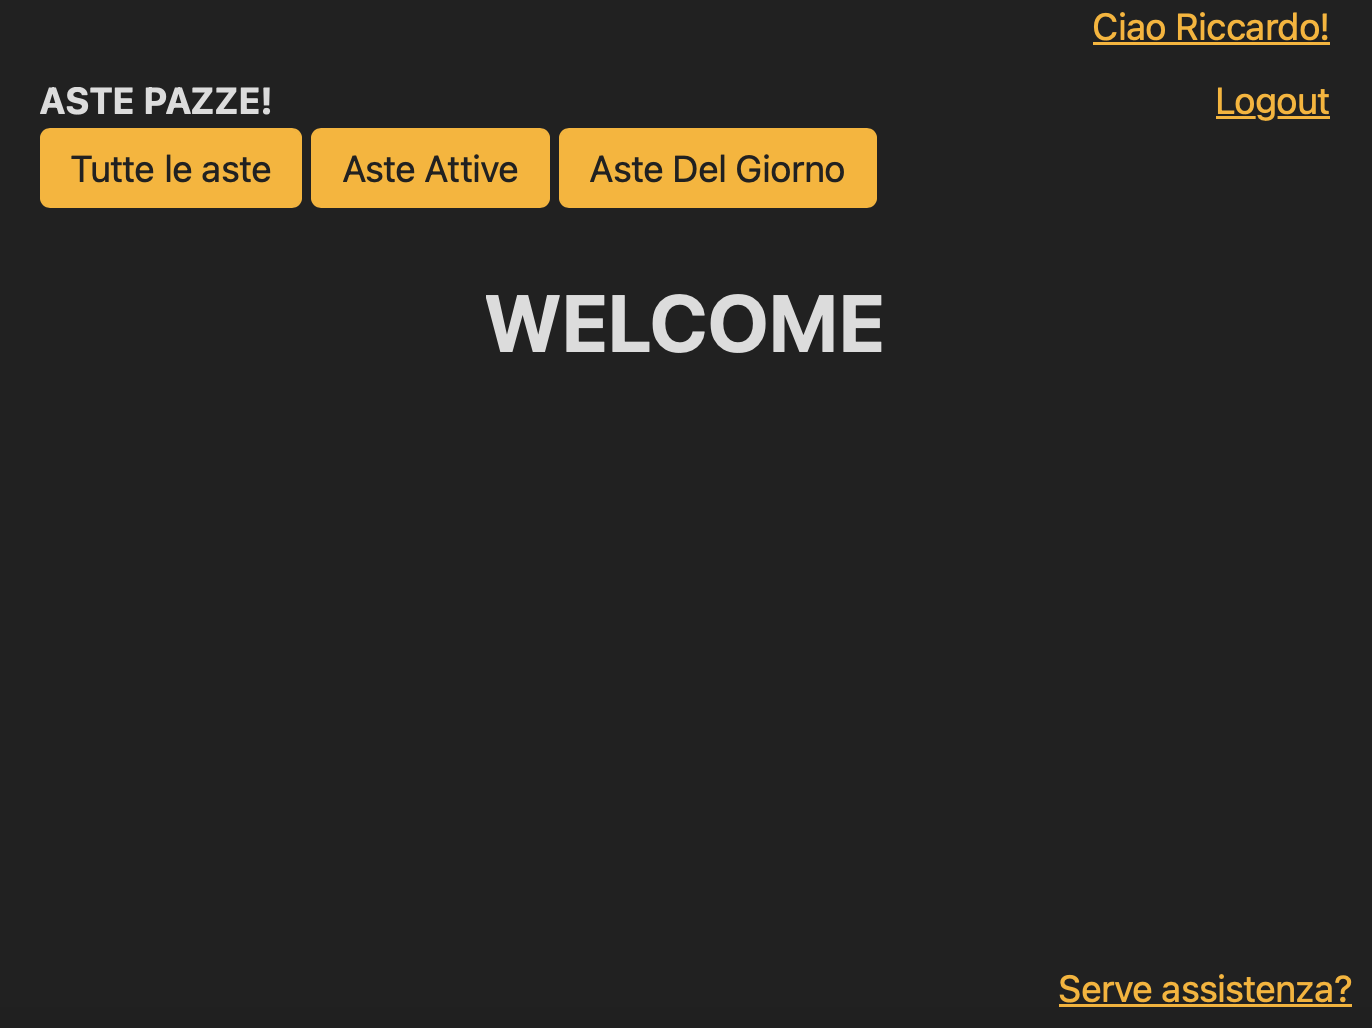 Ciao Riccardo!
ASTE PAZZE!
Logout
Tutte le aste
Aste Attive
Aste Del Giorno
WELCOME
Serve assistenza?